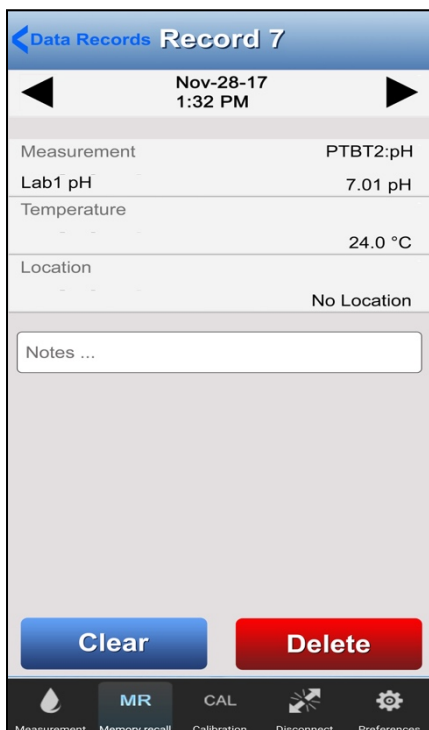 Data Records Record 7
Nov-28-17
1:32 PM
Measurement PTBT2:pH
Lab1 pH 7.01 pH
Temperature
24.0 °C
Location
No Location
Notes ...
Clear Delete
MR CAL
Measurement Memory recall Calibration Disconnect Preferences